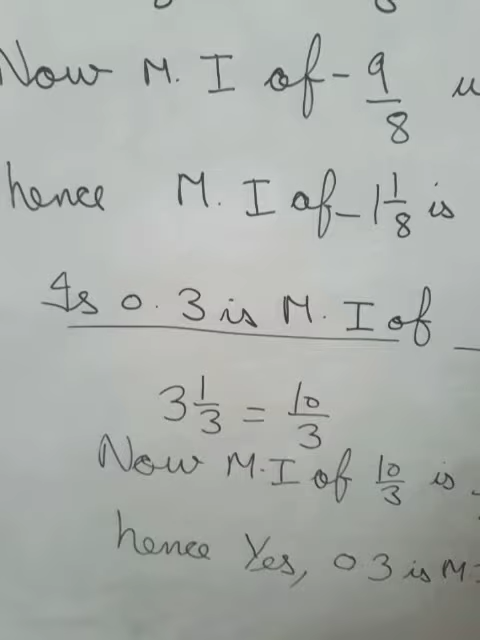 Now M. I of - 9/8
hence M. I of - 1 1/8 is
Is 0.3 is M. I of
3 1/3 = 10/3
Now M.I of 10/3 is
hence Yes, 0 3 is M